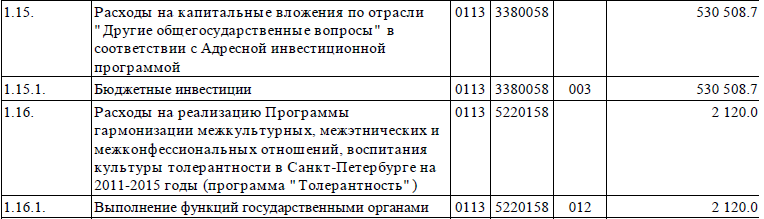 1.15. Расходы на капитальные вложения по отрасли 0113 3380058 530 508.7
"Другие общегосударственные вопросы" в
соответствии с Адресной инвестиционной
программой
1.15.1. Бюджетные инвестиции 0113 3380058 003 530 508.7
1.16. Расходы на реализацию Программы 0113 5220158 2 120.0
гармонизации межкультурных, межэтнических и
межконфессиональных отношений, воспитания
культуры толерантности в Санкт-Петербурге на
2011-2015 годы (программа "Толерантность")
1.16.1. Выполнение функций государственными органами 0113 5220158 012 2 120.0